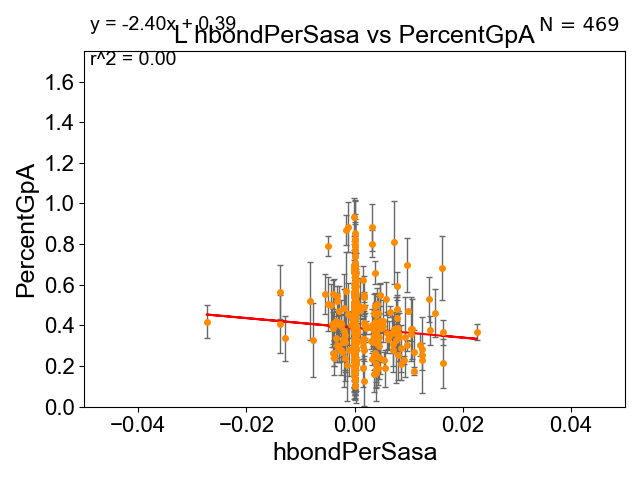 y = -2.40x + 0.39
N = 469
L hbondPerSasa vs PercentGpA
r^2 = 0.00
1.6
1.4
1.2
1.0
0.8
0.6
0.4
0.2
0.0
PercentGpA
−0.04 −0.02 0.00 0.02 0.04
hbondPerSasa